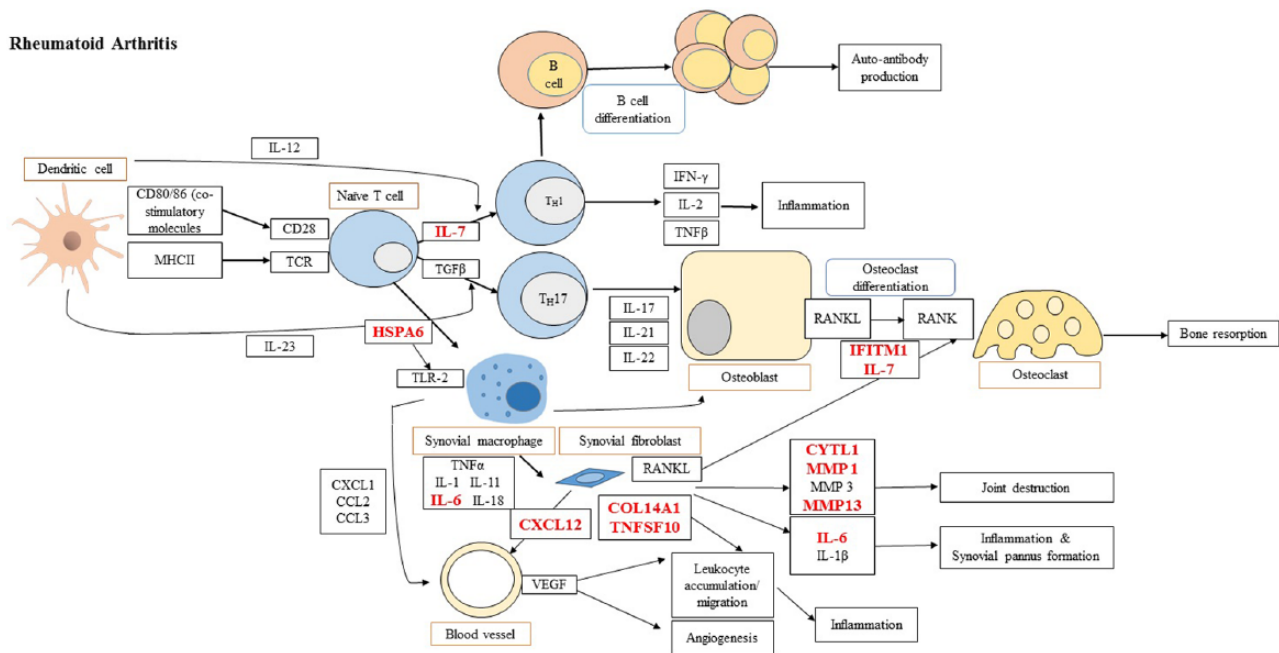 Rheumatoid Arthritis
B
cell
B cell
differentiation
Auto-antibody
production
IL-12
Dendritic cell
CD80/86 (co-
stimulatory
molecules
MHCII
CD28
TCR
Naïve T cell
IL-7
TGFβ
TH1
TH17
IFN-γ
IL-2
TNFβ
Inflammation
IL-23
HSPA6
TLR-2
IL-17
IL-21
IL-22
Osteoblast
Osteoclast
differentiation
RANKL
RANK
IFITM1
IL-7
Osteoclast
Bone resorption
Synovial macrophage
Synovial fibroblast
TNFα
IL-1 IL-11
IL-6 IL-18
RANKL
CXCL1
CCL2
CCL3
CXCL12
COL14A1
TNFSF10
CYTL1
MMP1
MMP 3
MMP13
Joint destruction
IL-6
IL-1β
Inflammation &
Synovial pannus formation
VEGF
Blood vessel
Leukocyte
accumulation/
migration
Angiogenesis
Inflammation